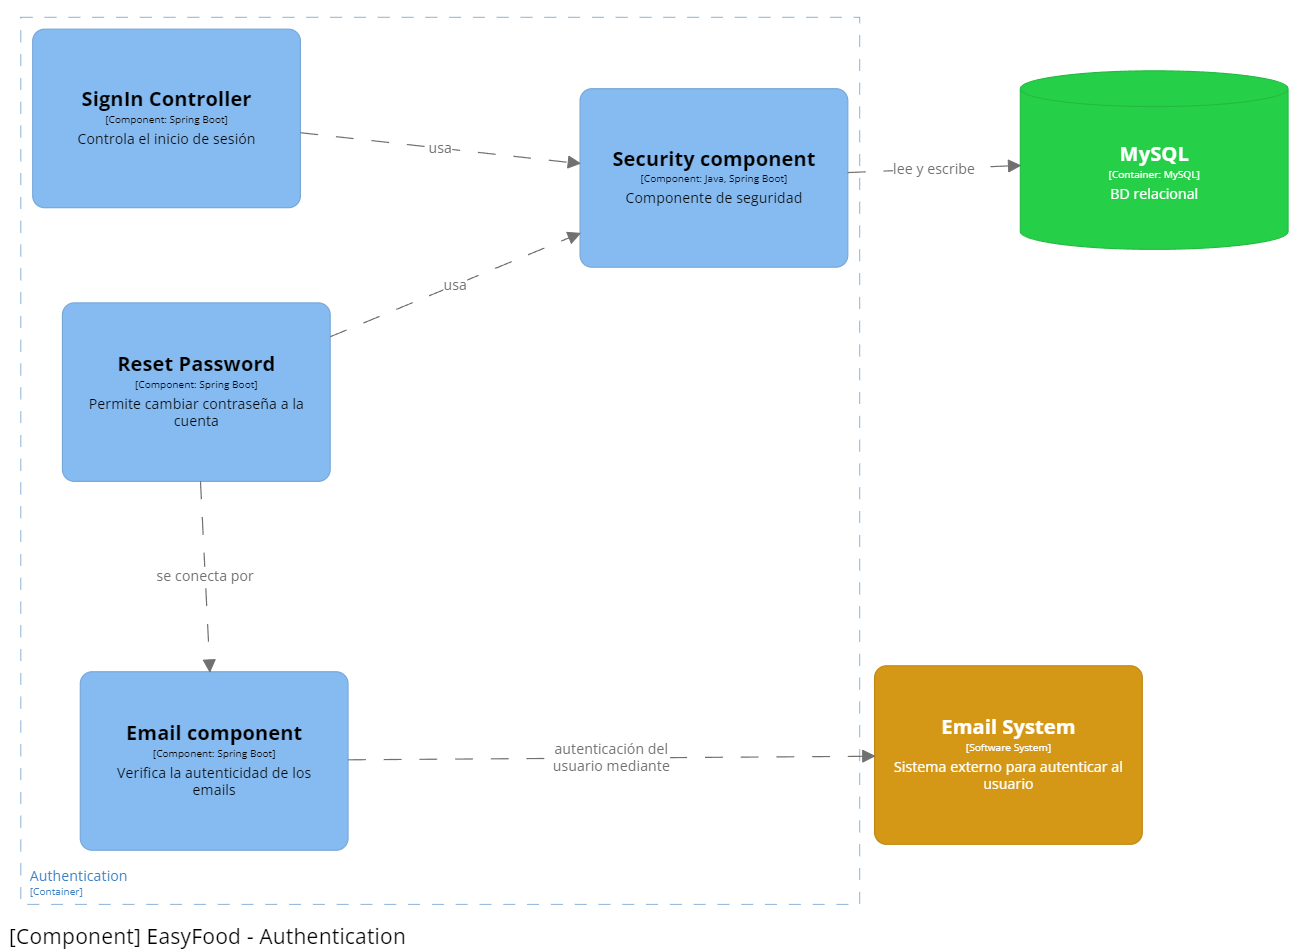 SignIn Controller
[Component: Spring Boot]
Controla el inicio de sesión
usa
Security component
[Component: Java, Spring Boot]
Componente de seguridad
lee y escribe
MySQL
[Container: MySQL]
BD relacional
usa
Reset Password
[Component: Spring Boot]
Permite cambiar contraseña a la
cuenta
se conecta por
Email component
[Component: Spring Boot]
Verifica la autenticidad de los
emails
autenticación del
usuario mediante
Email System
[Software System]
Sistema externo para autenticar al
usuario
Authentication
[Container]
[Component] EasyFood - Authentication